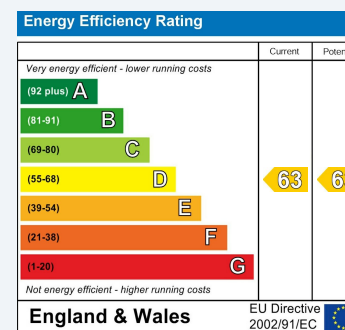 Energy Efficiency Rating
Current
Very energy efficient - lower running costs
(92 plus) A
(81-91) B
(69-80) C
(55-68) D 63
(39-54) E
(21-38) F
(1-20) G
Not energy efficient - higher running costs
England & Wales
EU Directive
2002/91/EC